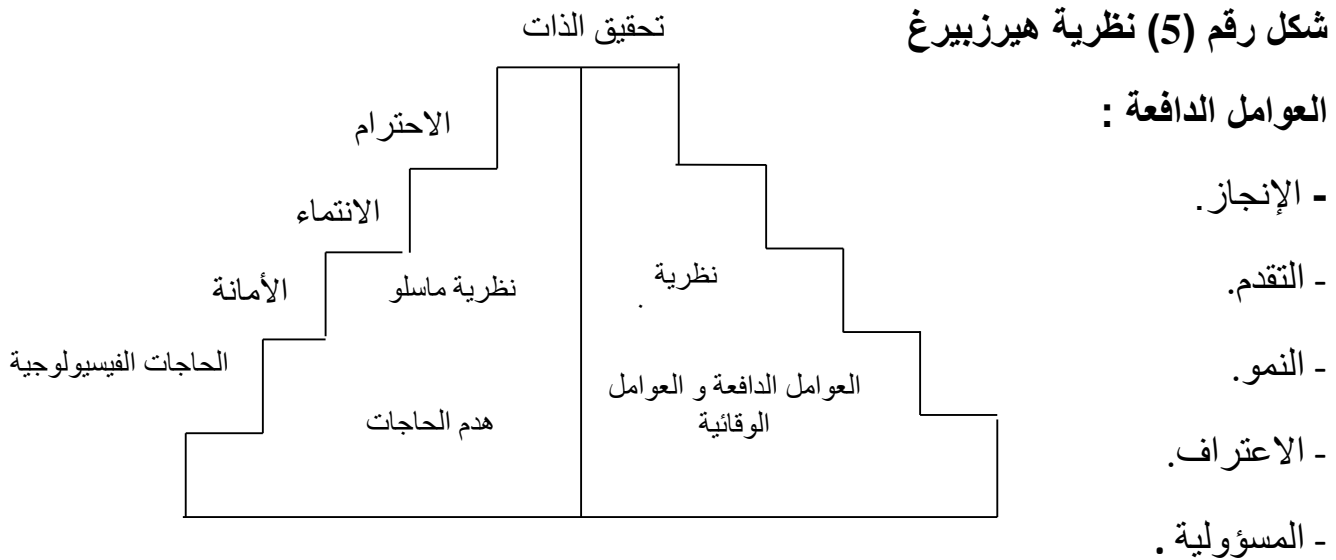 شكل رقم (5) نظرية هيرزبيرغ
العوامل الدافعة :
- الإنجاز.
- التقدم.
- النمو.
- الاعتراف.
- المسؤولية .
تحقيق الذات
الاحترام
الانتماء
الأمانة
الحاجات الفيسيولوجية
نظرية
.
العوامل الدافعة و العوامل
الوقائية
نظرية ماسلو
هدم الحاجات